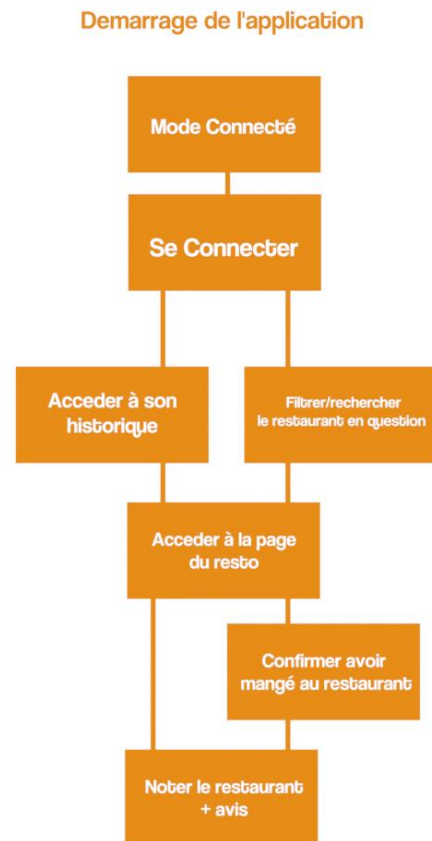 Demarrage de l'application
Mode Connecté
Se Connecter
Acceder à son
historique
Filtrer/rechercher
le restaurant en question
Acceder à la page
du resto
Confirmer avoir
mangé au restaurant
Noter le restaurant
+ avis